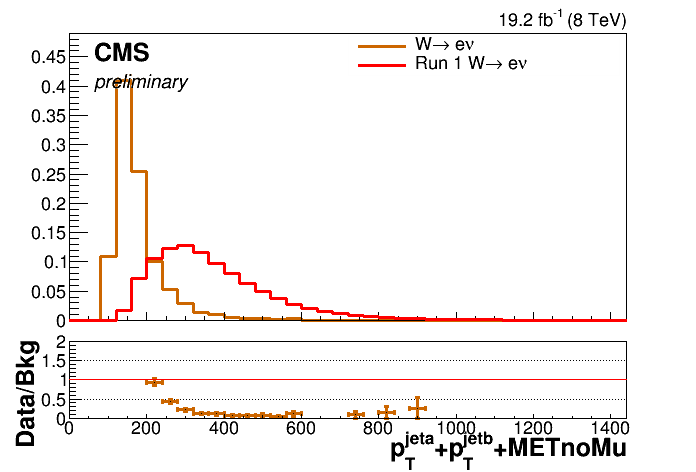 19.2 fb⁻¹ (8 TeV)
CMS
preliminary
W→ eν
Run 1 W→ eν
0.45
0.4
0.35
0.3
0.25
0.2
0.15
0.1
0.05
0
Data/Bkg
2
1.5
1
0.5
0
0 200 400 600 800 1000 1200 1400
p_T^jeta+p_T^jetb+METnoMu